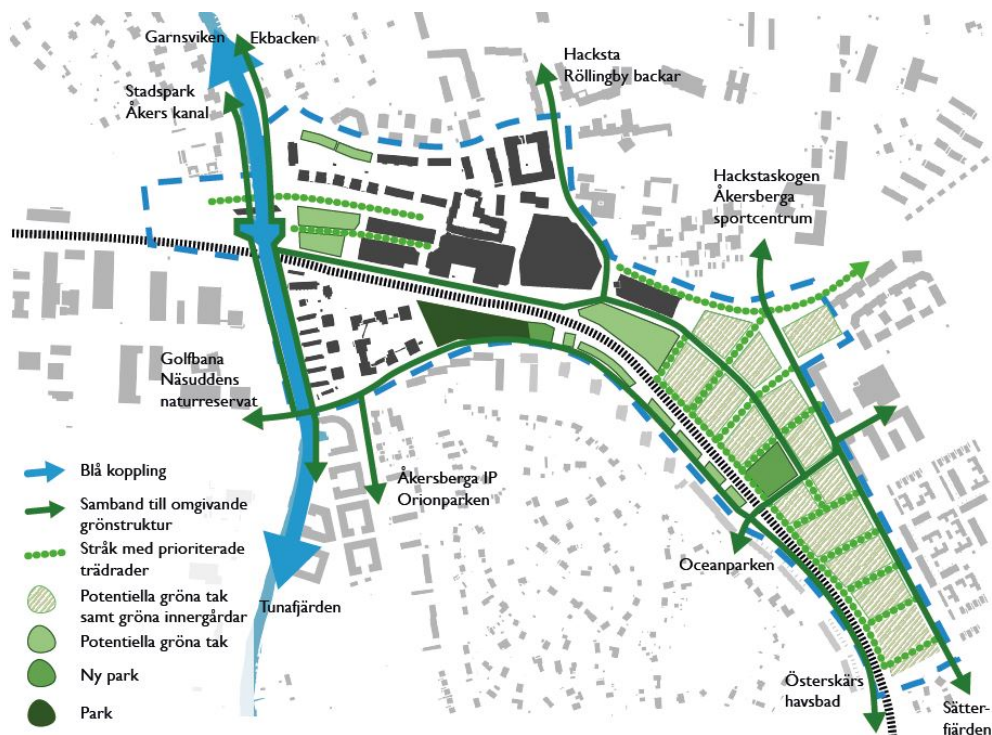 Garnsviken
Ekbacken
Stadspark
Åkers kanal
Hacksta
Röllingby backar
Hackstaskogen
Åkersberga
sportcentrum
Golfbana
Näsuddens
naturreservat
Åkersberga IP
Orionparken
Oceanparken
Tunafjärden
Österskärs
havsbad
Sätter-
fjärden
Blå koppling
Samband till omgivande
grönstruktur
Stråk med prioriterade
trädrader
Potentiella gröna tak
samt gröna innergårdar
Potentiella gröna tak
Ny park
Park